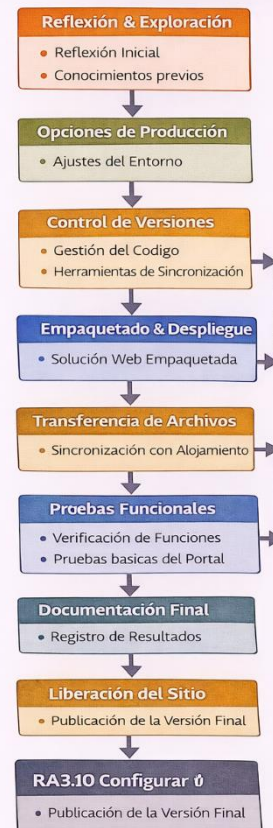 Reflexión & Exploración
• Reflexión Inicial
• Conocimientos previos
Opciones de Producción
• Ajustes del Entorno
Control de Versiones
• Gestión del Codigo
• Herramientas de Sincronización
Empaquetado & Despliegue
• Solución Web Empaquetada
Transferencia de Archivos
• Sincronización con Alojamiento
Pruebas Funcionales
• Verificación de Funciones
• Pruebas basicas del Portal
Documentación Final
• Registro de Resultados
Liberación del Sitio
• Publicación de la Versión Final
RA3.10 Configurar
• Publicación de la Versión Final